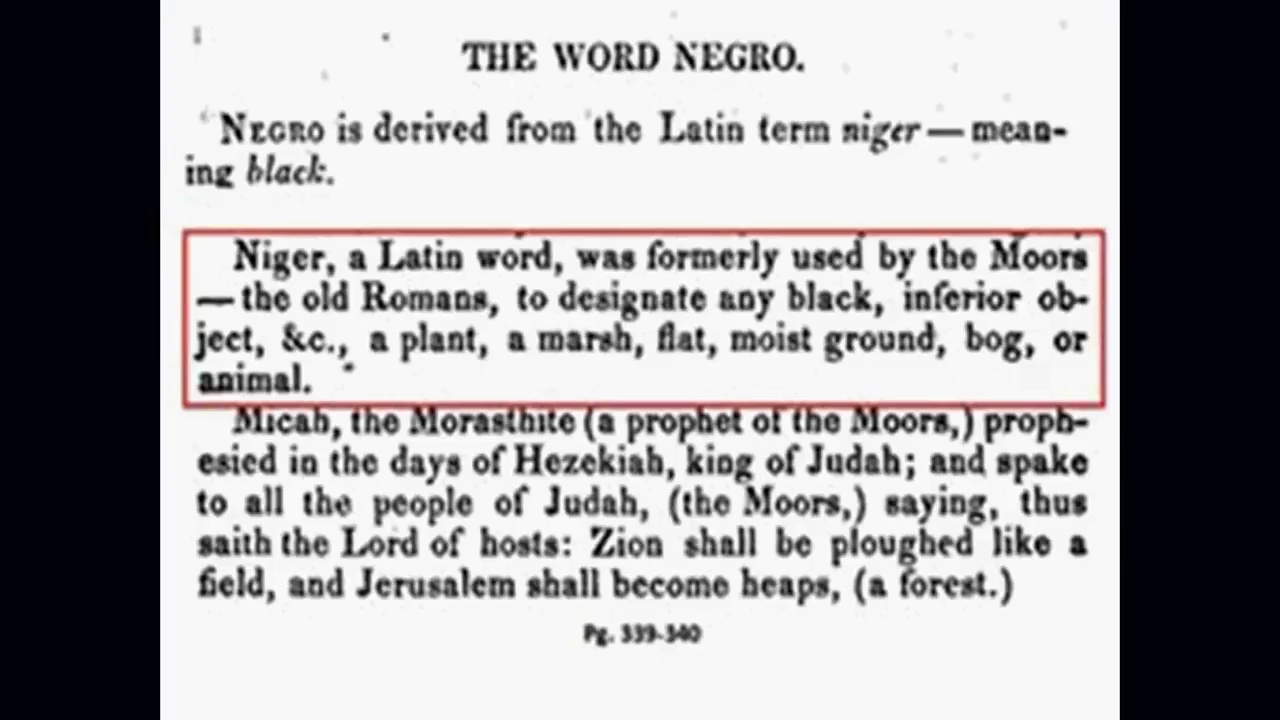 THE WORD NEGRO.
NEGRO is derived from the Latin term niger — mean-
ing black.
Niger, a Latin word, was formerly used by the Moors
— the old Romans, to designate any black, inferior ob-
ject, &c., a plant, a marsh, flat, moist ground, bog, or
animal.
Micah, the Morasthite (a prophet of the Moors,) proph-
esied in the days of Hezekiah, king of Judah; and spake
to all the people of Judah, (the Moors,) saying, thus
saith the Lord of hosts: Zion shall be ploughed like a
field, and Jerusalem shall become heaps, (a forest.)
Pg. 339-340